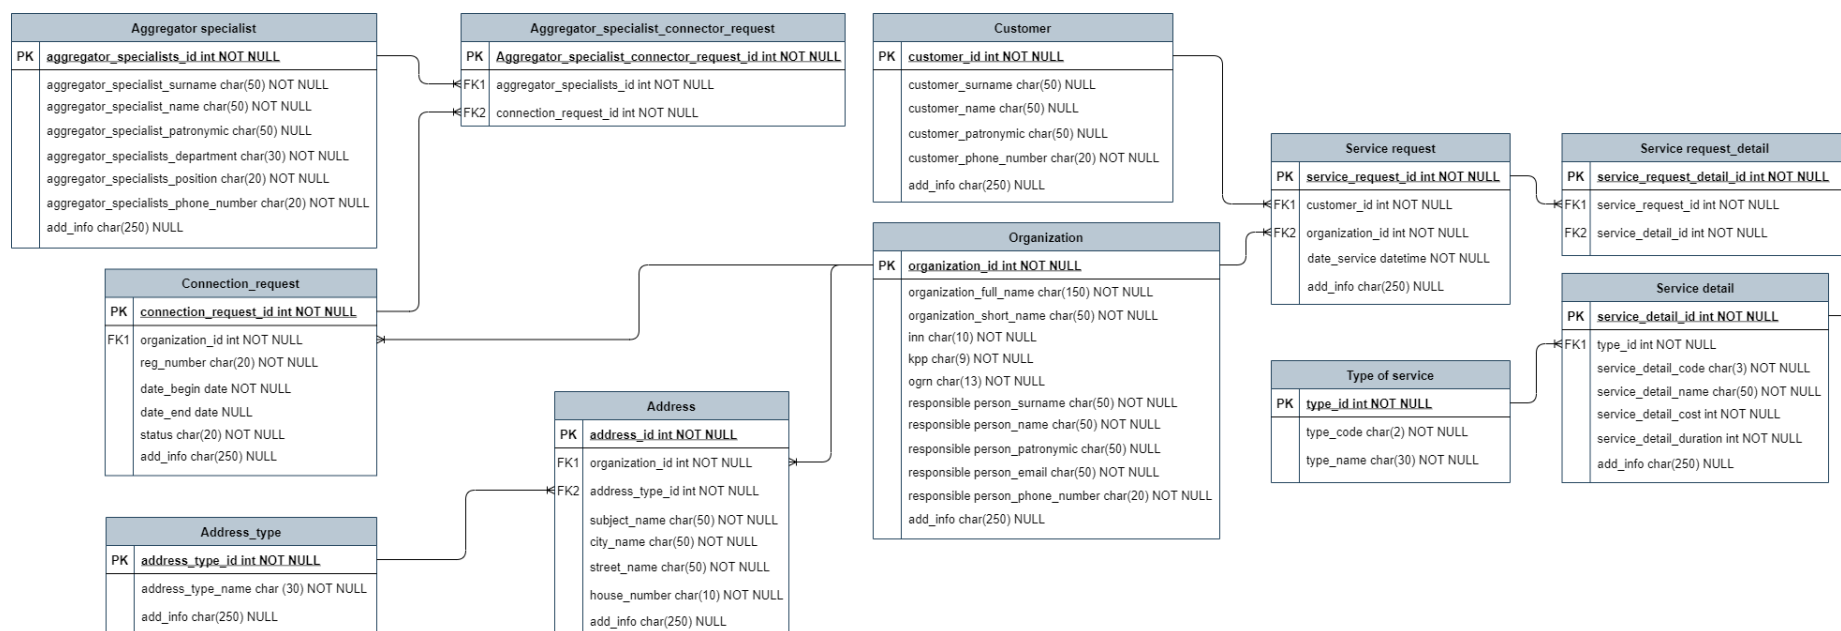 Aggregator specialist
PK aggregator_specialists_id int NOT NULL
aggregator_specialist_surname char(50) NOT NULL
aggregator_specialist_name char(50) NOT NULL
aggregator_specialist_patronymic char(50) NULL
aggregator_specialists_department char(30) NOT NULL
aggregator_specialists_position char(20) NOT NULL
aggregator_specialists_phone_number char(20) NOT NULL
add_info char(250) NULL
Aggregator_specialist_connector_request
PK Aggregator_specialist_connector_request_id int NOT NULL
FK1 aggregator_specialists_id int NOT NULL
FK2 connection_request_id int NOT NULL
Customer
PK customer_id int NOT NULL
customer_surname char(50) NULL
customer_name char(50) NULL
customer_patronymic char(50) NULL
customer_phone_number char(20) NOT NULL
add_info char(250) NULL
Service request
PK service_request_id int NOT NULL
FK1 customer_id int NOT NULL
FK2 organization_id int NOT NULL
date_service datetime NOT NULL
add_info char(250) NULL
Service request_detail
PK service_request_detail_id int NOT NULL
FK1 service_request_id int NOT NULL
FK2 service_detail_id int NOT NULL
Connection_request
PK connection_request_id int NOT NULL
FK1 organization_id int NOT NULL
reg_number char(20) NOT NULL
date_begin date NOT NULL
date_end date NULL
status char(20) NOT NULL
add_info char(250) NULL
Organization
PK organization_id int NOT NULL
organization_full_name char(150) NOT NULL
organization_short_name char(50) NOT NULL
inn char(10) NOT NULL
kpp char(9) NOT NULL
ogrn char(13) NOT NULL
responsible person_surname char(50) NOT NULL
responsible person_name char(50) NOT NULL
responsible person_patronymic char(50) NULL
responsible person_email char(50) NOT NULL
responsible person_phone_number char(20) NOT NULL
add_info char(250) NULL
Service detail
PK service_detail_id int NOT NULL
FK1 type_id int NOT NULL
service_detail_code char(3) NOT NULL
service_detail_name char(50) NOT NULL
service_detail_cost int NOT NULL
service_detail_duration int NOT NULL
add_info char(250) NULL
Type of service
PK type_id int NOT NULL
type_code char(2) NOT NULL
type_name char(30) NOT NULL
Address
PK address_id int NOT NULL
FK1 organization_id int NOT NULL
FK2 address_type_id int NOT NULL
subject_name char(50) NOT NULL
city_name char(50) NOT NULL
street_name char(50) NOT NULL
house_number char(10) NOT NULL
add_info char(250) NULL
Address_type
PK address_type_id int NOT NULL
address_type_name char (30) NOT NULL
add_info char(250) NULL